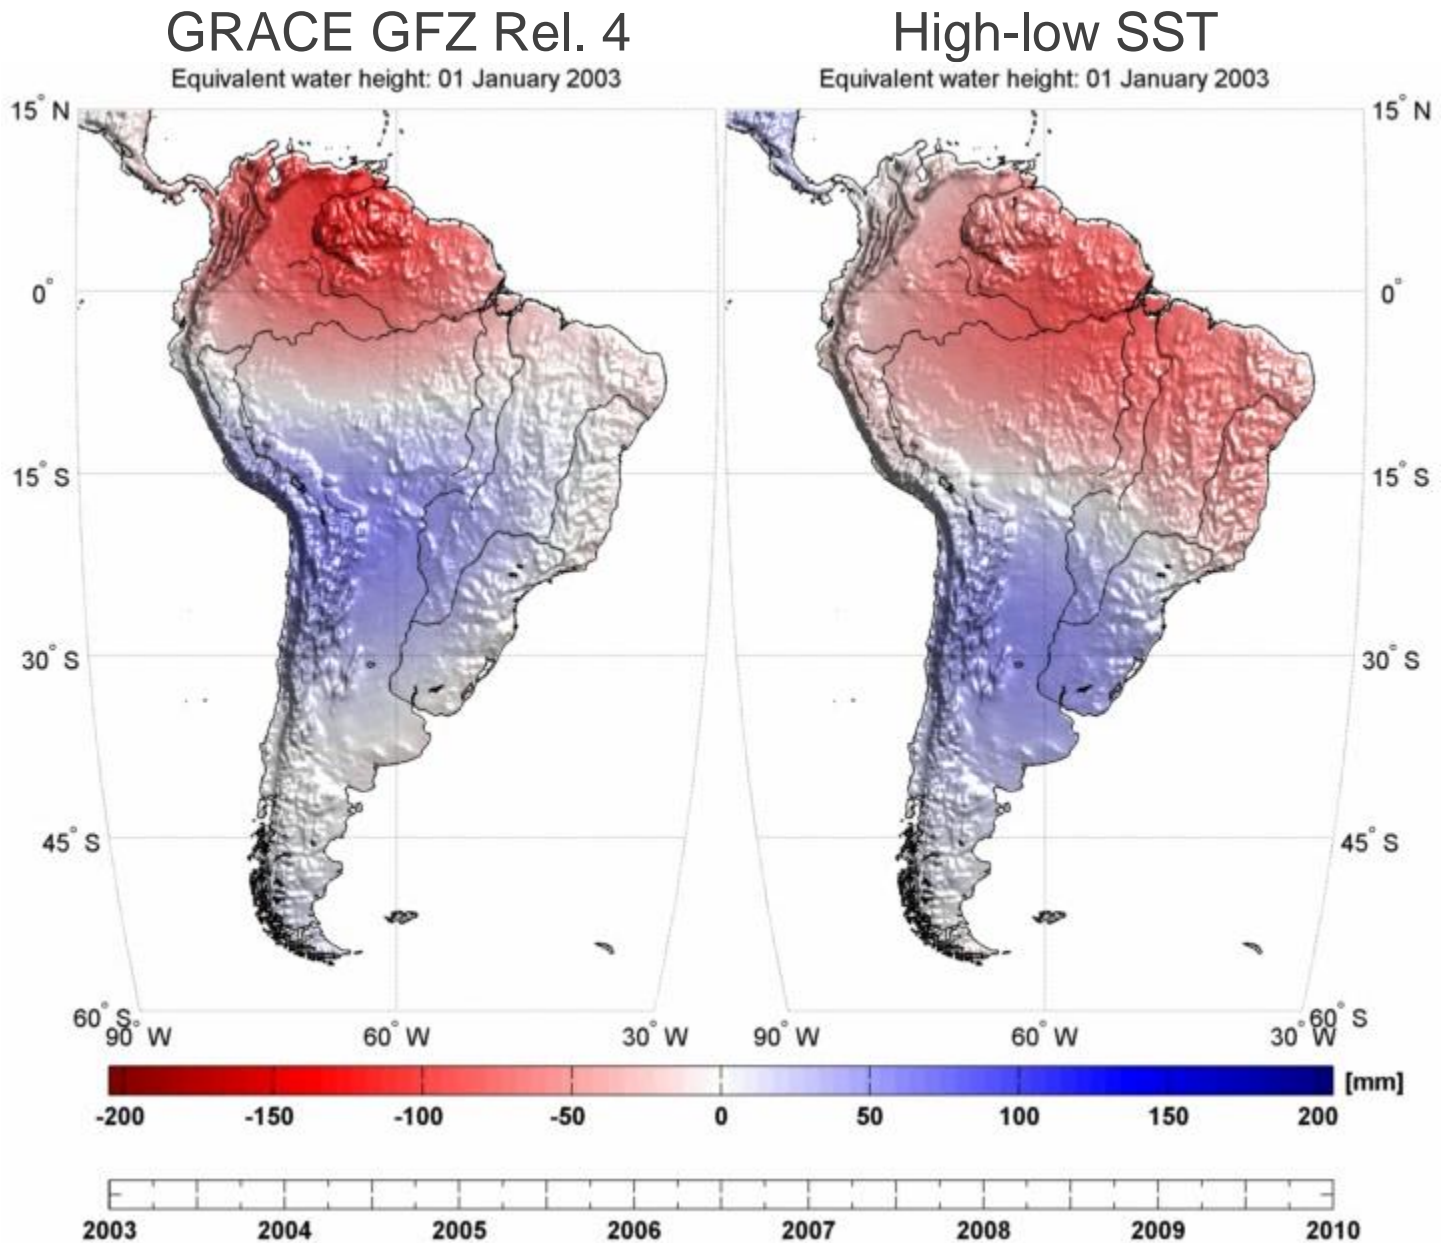 GRACE GFZ Rel. 4 High-low SST
Equivalent water height: 01 January 2003 Equivalent water height: 01 January 2003
15° N 15° N
0° 0°
15° S 15° S
30° S 30° S
45° S 45° S
60° S 60° S
90° W 60° W 30° W 90° W 60° W 30° W
[mm]
-200 -150 -100 -50 0 50 100 150 200
2003 2004 2005 2006 2007 2008 2009 2010